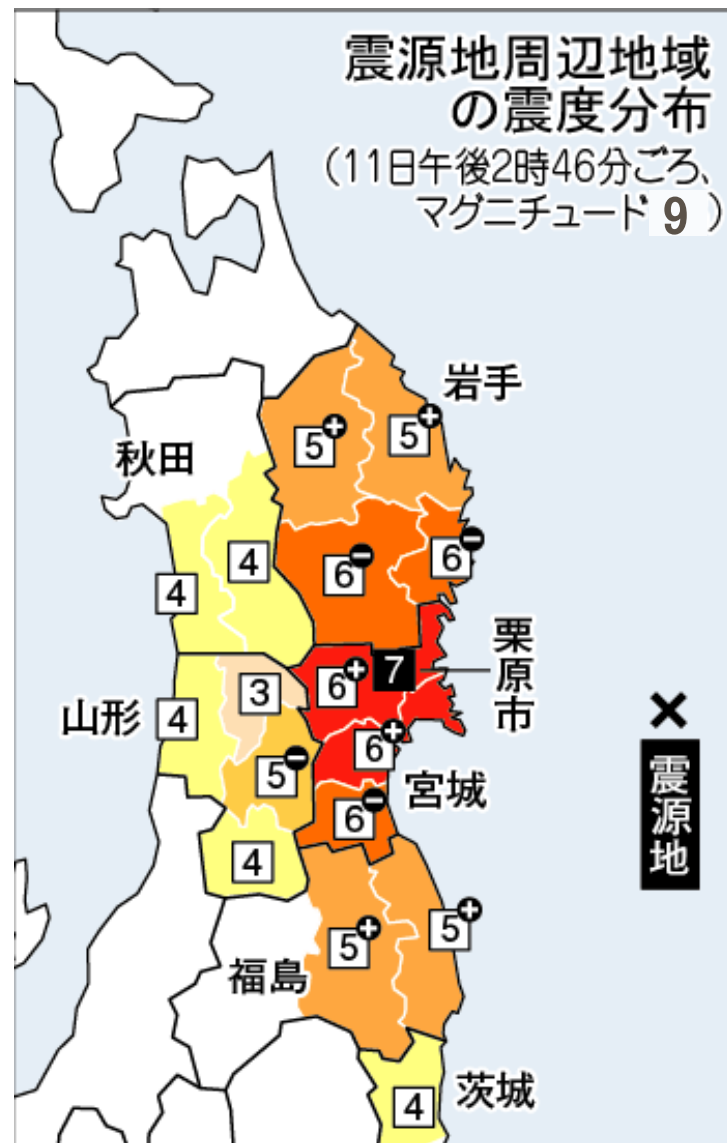 震源地周辺地域
の震度分布
(11日午後2時46分ごろ、
マグニチュード 9)
岩手
5+
5+
秋田
4
4
6-
6-
栗原市
7
6+
3
山形
4
6+
5-
宮城
6-
震源地
4
5+
5+
福島
茨城
4